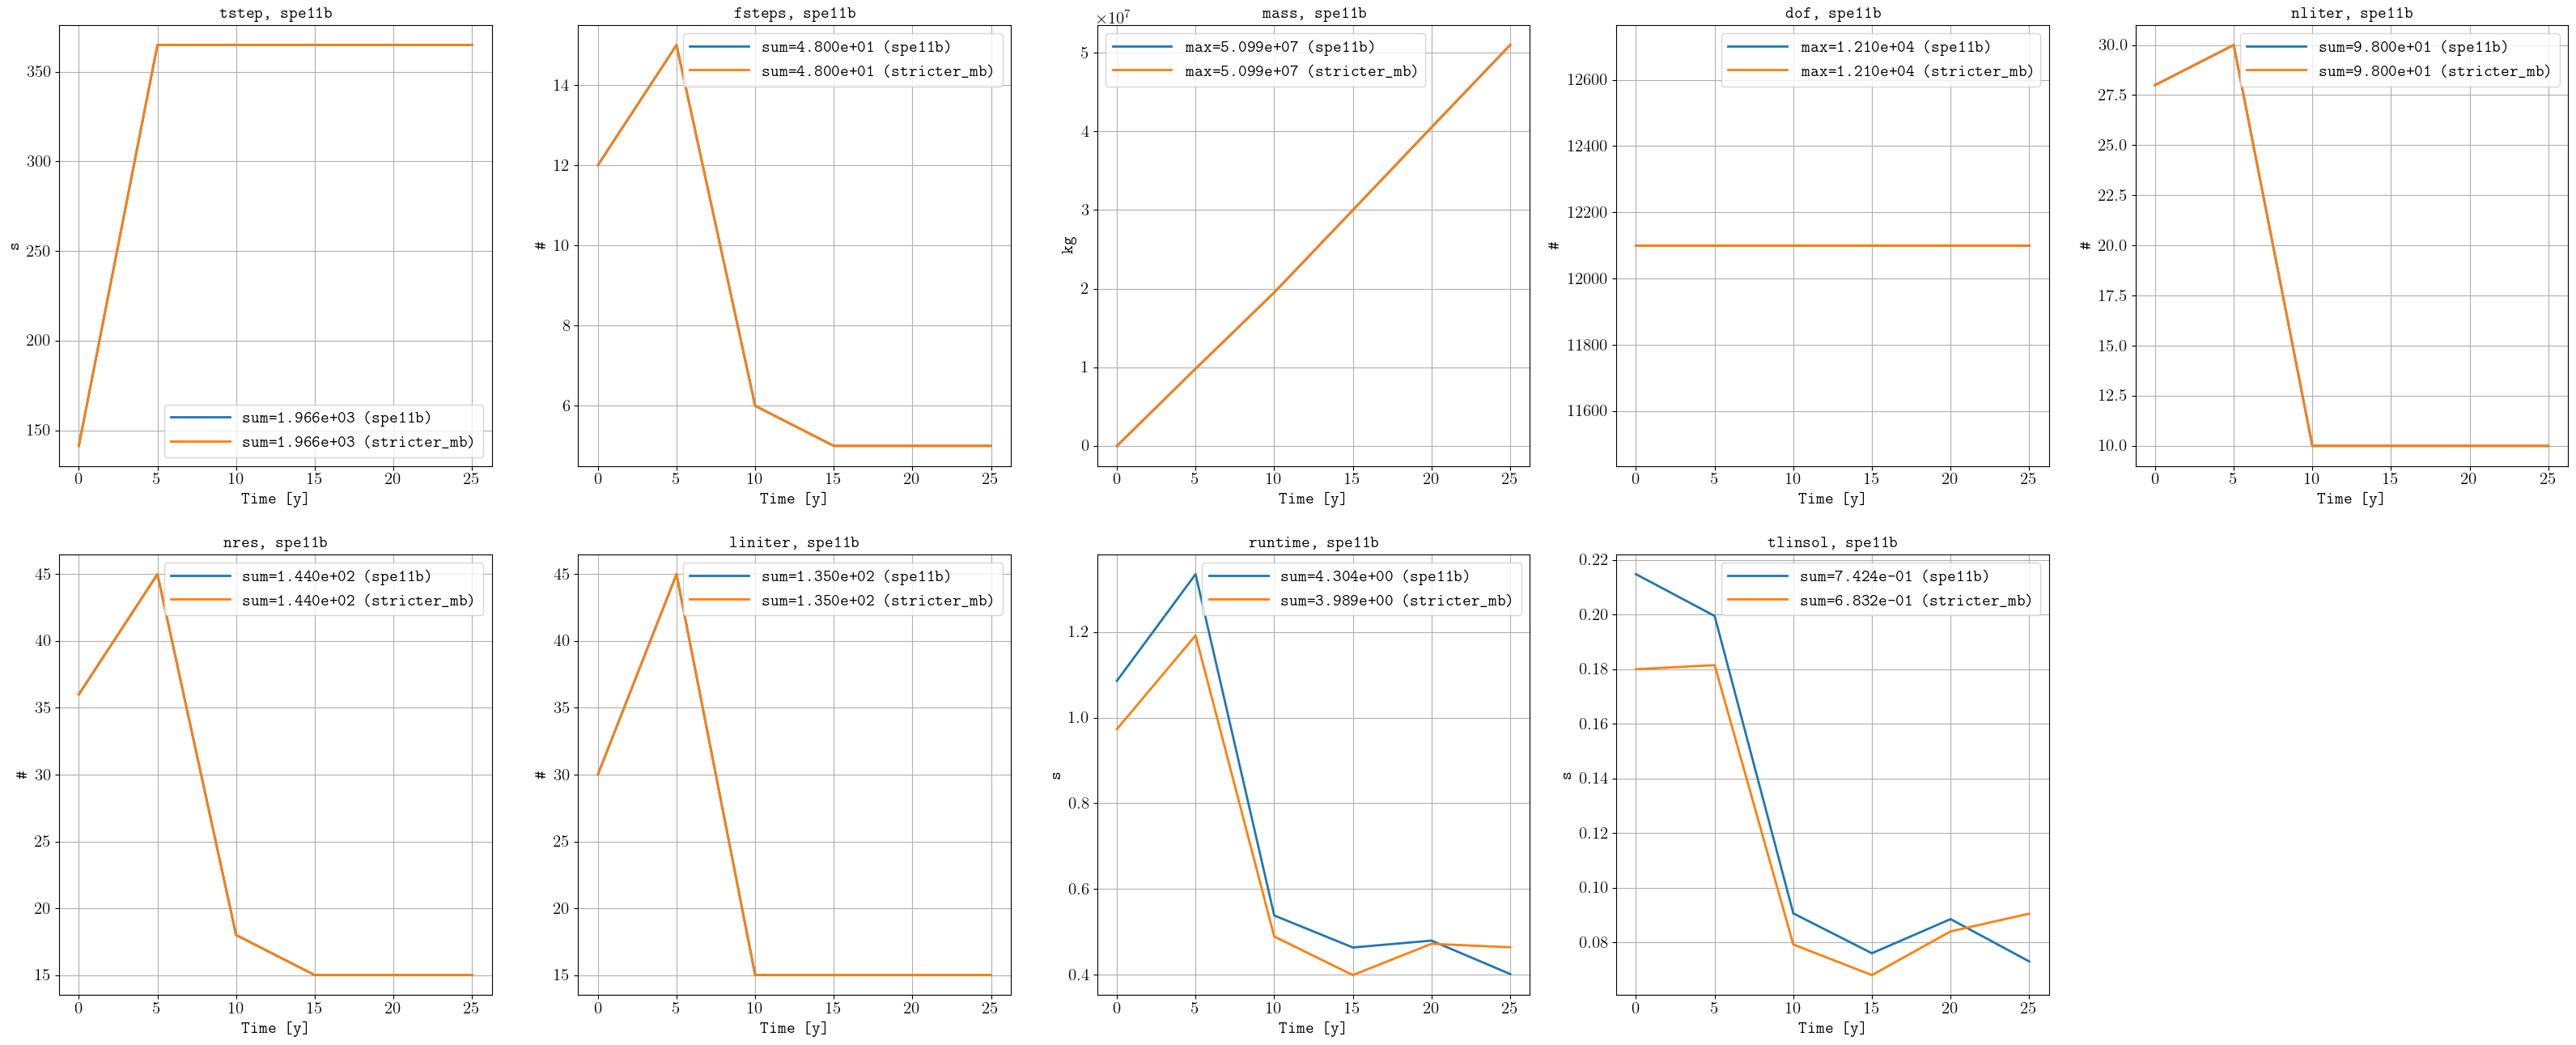 tstep, spe11b
350
300
250
200
150
s
sum=1.966e+03 (spe11b)
sum=1.966e+03 (stricter_mb)
0 5 10 15 20 25
Time [y]
fsteps, spe11b
14
12
10
8
6
#
sum=4.800e+01 (spe11b)
sum=4.800e+01 (stricter_mb)
0 5 10 15 20 25
Time [y]
mass, spe11b
×10⁷
5
4
3
2
1
0
kg
max=5.099e+07 (spe11b)
max=5.099e+07 (stricter_mb)
0 5 10 15 20 25
Time [y]
dof, spe11b
12600
12400
12200
12000
11800
11600
#
max=1.210e+04 (spe11b)
max=1.210e+04 (stricter_mb)
0 5 10 15 20 25
Time [y]
nliter, spe11b
30.0
27.5
25.0
22.5
20.0
17.5
15.0
12.5
10.0
#
sum=9.800e+01 (spe11b)
sum=9.800e+01 (stricter_mb)
0 5 10 15 20 25
Time [y]
nres, spe11b
45
40
35
30
25
20
15
#
sum=1.440e+02 (spe11b)
sum=1.440e+02 (stricter_mb)
0 5 10 15 20 25
Time [y]
liniter, spe11b
45
40
35
30
25
20
15
#
sum=1.350e+02 (spe11b)
sum=1.350e+02 (stricter_mb)
0 5 10 15 20 25
Time [y]
runtime, spe11b
1.2
1.0
0.8
0.6
0.4
s
sum=4.304e+00 (spe11b)
sum=3.989e+00 (stricter_mb)
0 5 10 15 20 25
Time [y]
tlinsol, spe11b
0.22
0.20
0.18
0.16
0.14
0.12
0.10
0.08
s
sum=7.424e-01 (spe11b)
sum=6.832e-01 (stricter_mb)
0 5 10 15 20 25
Time [y]